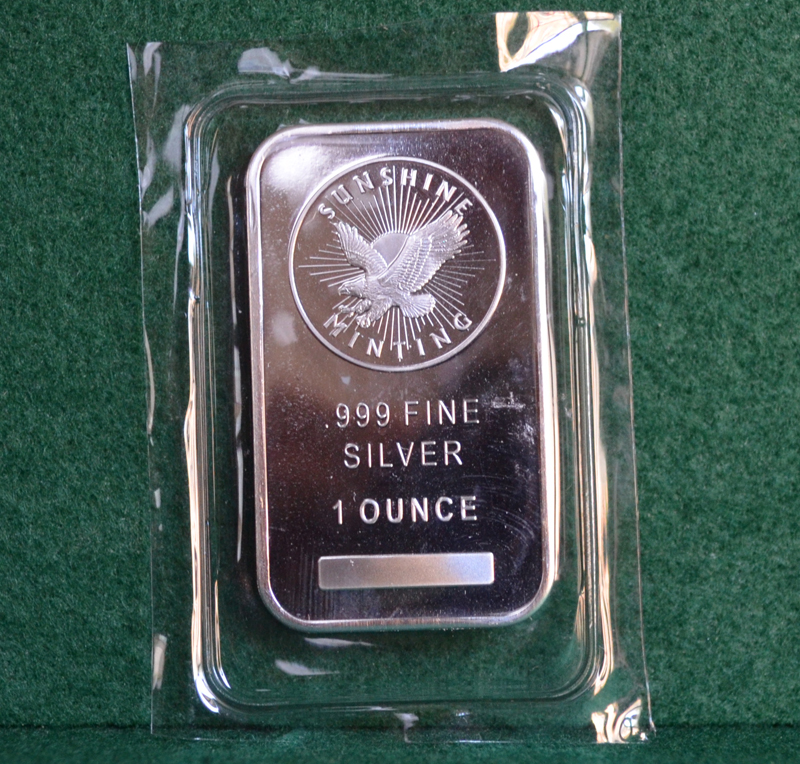 SUNSHINE
MINTING
.999 FINE
SILVER
1 OUNCE